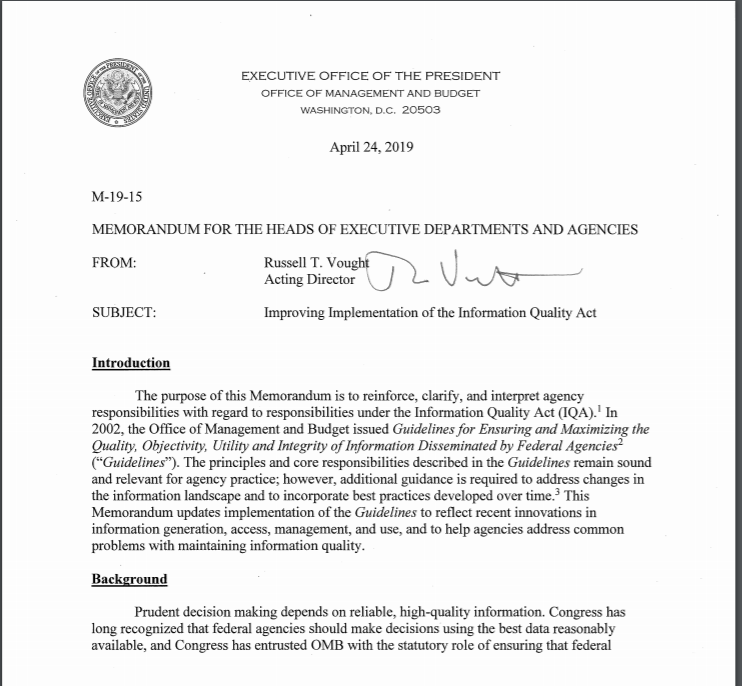 EXECUTIVE OFFICE OF THE PRESIDENT
OFFICE OF MANAGEMENT AND BUDGET
WASHINGTON, D.C. 20503
April 24, 2019
M-19-15
MEMORANDUM FOR THE HEADS OF EXECUTIVE DEPARTMENTS AND AGENCIES
FROM: Russell T. Vought
Acting Director
SUBJECT: Improving Implementation of the Information Quality Act
Introduction
The purpose of this Memorandum is to reinforce, clarify, and interpret agency
responsibilities with regard to responsibilities under the Information Quality Act (IQA).¹ In
2002, the Office of Management and Budget issued Guidelines for Ensuring and Maximizing the
Quality, Objectivity, Utility and Integrity of Information Disseminated by Federal Agencies²
(“Guidelines”). The principles and core responsibilities described in the Guidelines remain sound
and relevant for agency practice; however, additional guidance is required to address changes in
the information landscape and to incorporate best practices developed over time.³ This
Memorandum updates implementation of the Guidelines to reflect recent innovations in
information generation, access, management, and use, and to help agencies address common
problems with maintaining information quality.
Background
Prudent decision making depends on reliable, high-quality information. Congress has
long recognized that federal agencies should make decisions using the best data reasonably
available, and Congress has entrusted OMB with the statutory role of ensuring that federal